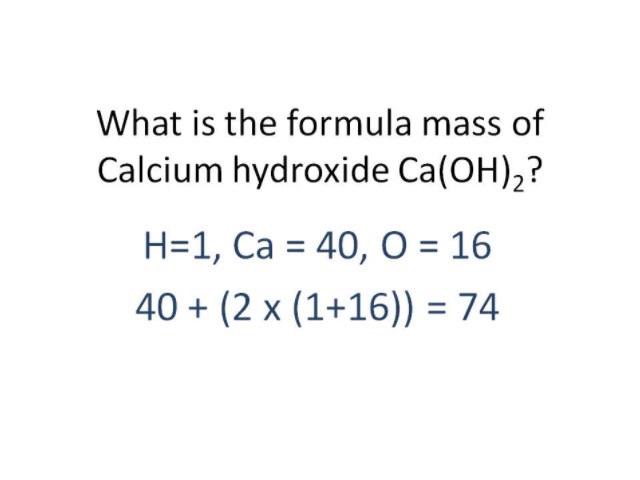 What is the formula mass of
Calcium hydroxide Ca(OH)₂?
H=1, Ca = 40, O = 16
40 + (2 x (1+16)) = 74